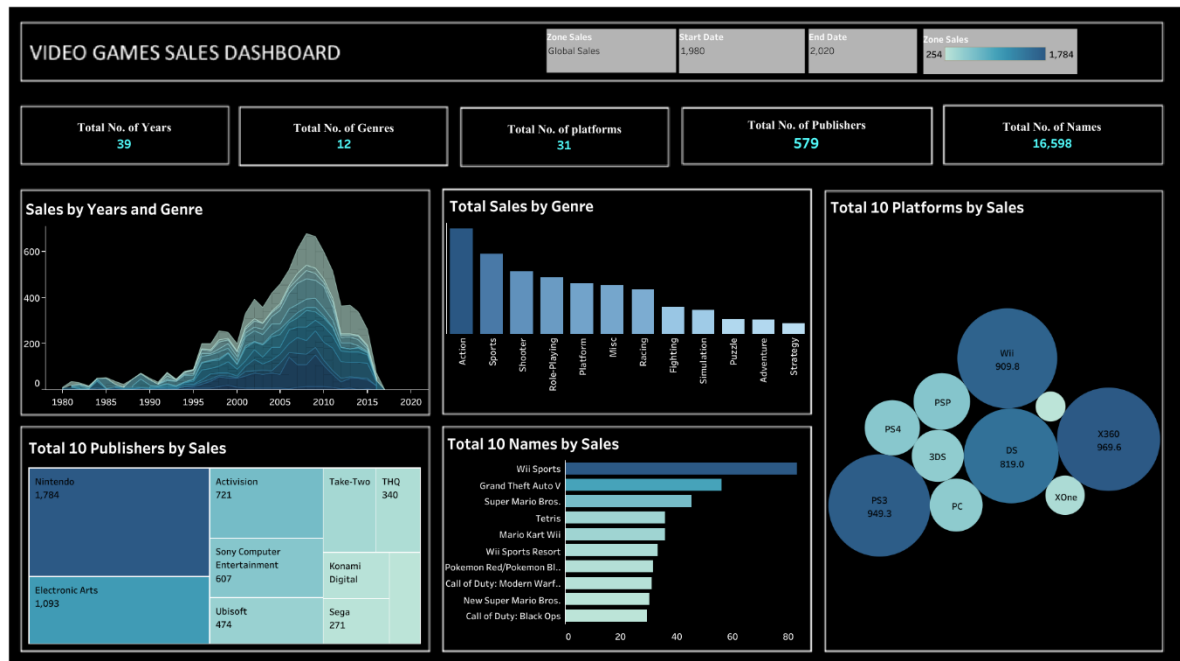 VIDEO GAMES SALES DASHBOARD
Zone Sales
Global Sales
Start Date
1,980
End Date
2,020
Zone Sales
254
1,784
Total No. of Years
39
Total No. of Genres
12
Total No. of platforms
31
Total No. of Publishers
579
Total No. of Names
16,598
Sales by Years and Genre
600
400
200
0
1980 1985 1990 1995 2000 2005 2010 2015 2020
Total Sales by Genre
Action
Sports
Shooter
Role-Playing
Platform
Misc
Racing
Fighting
Simulation
Puzzle
Adventure
Strategy
Total 10 Platforms by Sales
Wii
909.8
PSP
PS4
X360
969.6
3DS
DS
819.0
PS3
949.3
PC
XOne
Total 10 Publishers by Sales
Nintendo
1,784
Electronic Arts
1,093
Activision
721
Sony Computer
Entertainment
607
Ubisoft
474
Take-Two
THQ
340
Konami
Digital
Sega
271
Total 10 Names by Sales
Wii Sports
Grand Theft Auto V
Super Mario Bros.
Tetris
Mario Kart Wii
Wii Sports Resort
Pokemon Red/Pokemon Bl..
Call of Duty: Modern Warf..
New Super Mario Bros.
Call of Duty: Black Ops
0 20 40 60 80